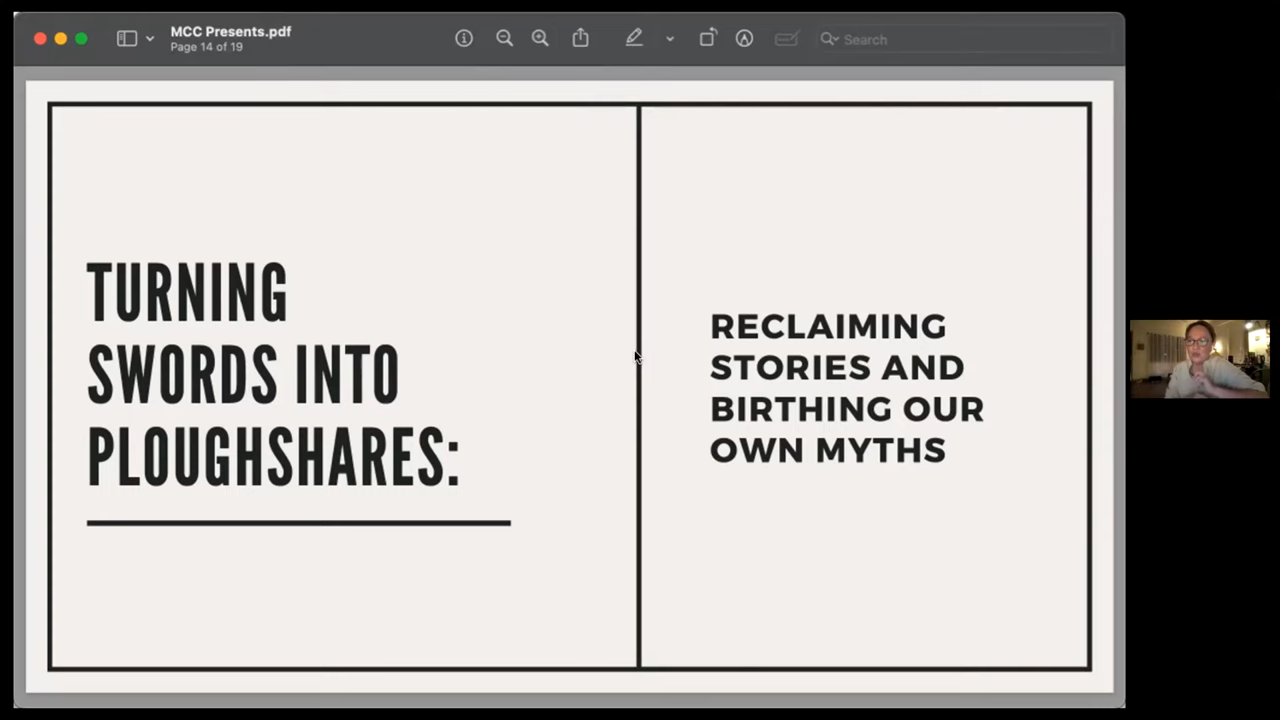 MCC Presents.pdf
Page 14 of 19
Search
TURNING
SWORDS INTO
PLOUGHSHARES:
RECLAIMING
STORIES AND
BIRTHING OUR
OWN MYTHS